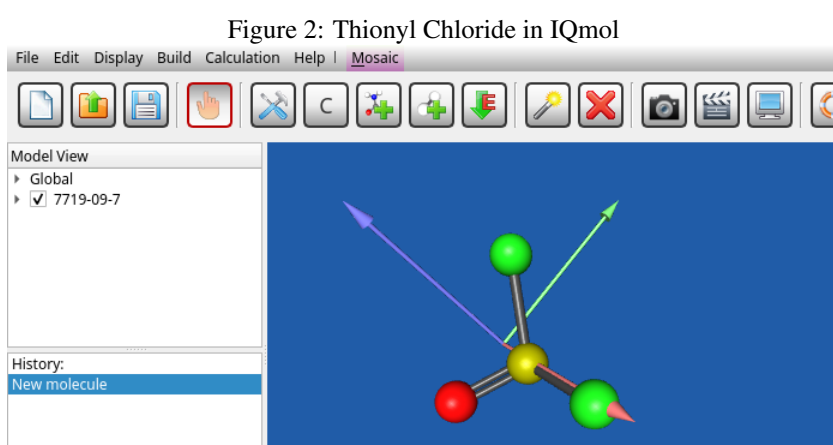 Figure 2: Thionyl Chloride in IQmol
File Edit Display Build Calculation Help Mosaic
C
E
Model View
Global
7719-09-7
History:
New molecule